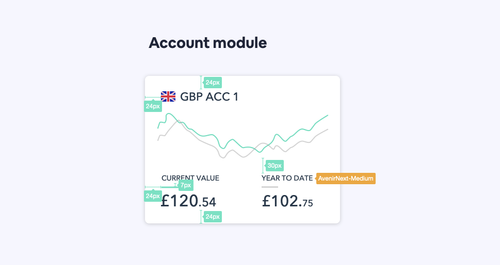 Account module
24px
GBP ACC 1
24px
30px
CURRENT VALUE
YEAR TO DATE
AvenirNext-Medium
7px
24px
£120.54
£102.75
24px